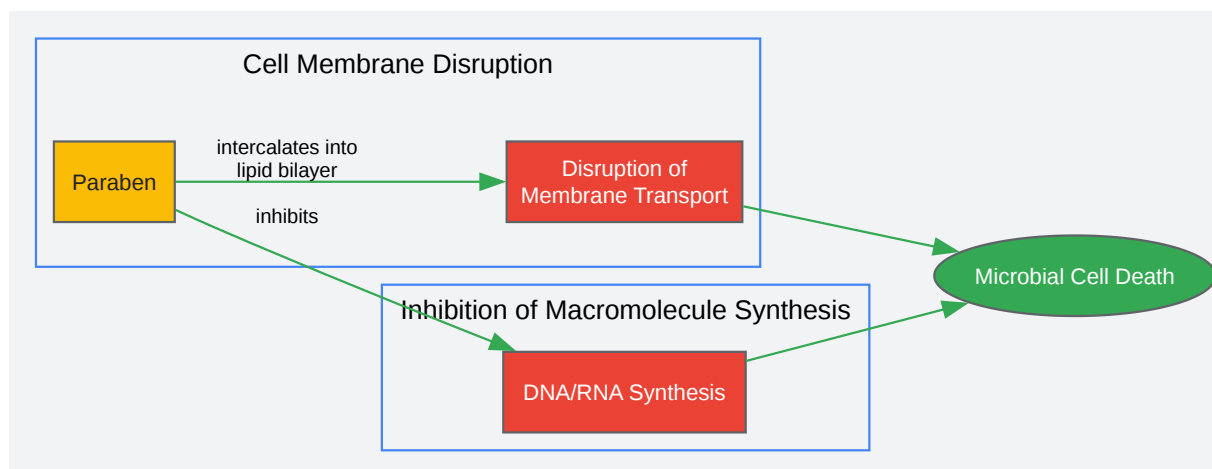 Cell Membrane Disruption
intercalates into
lipid bilayer
Paraben
Disruption of
Membrane Transport
inhibits
Microbial Cell Death
Inhibition of Macromolecule Synthesis
DNA/RNA Synthesis